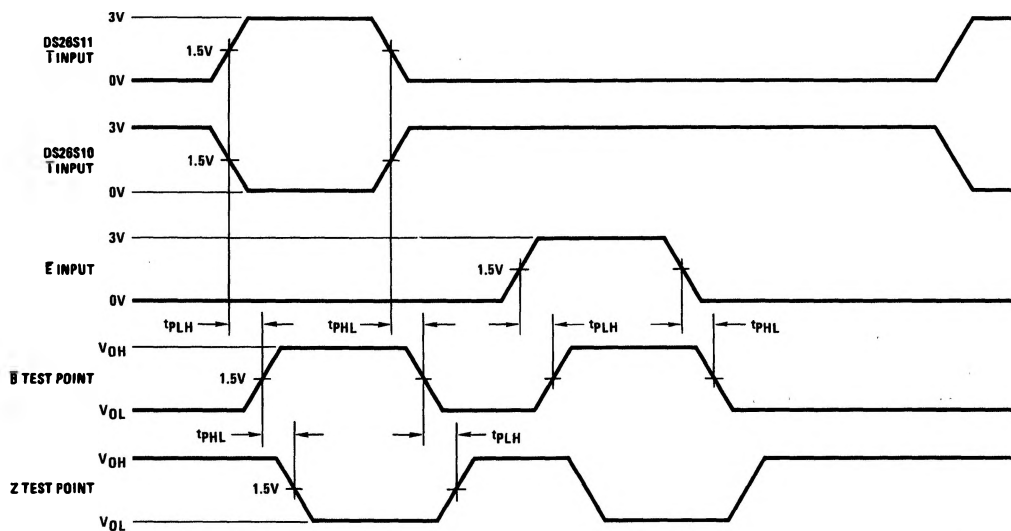 3V
DS26S11
Ī INPUT
1.5V
0V
3V
DS26S10
Ī INPUT
1.5V
0V
3V
Ē INPUT
1.5V
0V
tPLH
tPHL
tPLH
tPHL
VOH
B̄ TEST POINT
1.5V
VOL
tPHL
tPLH
VOH
Z TEST POINT
1.5V
VOL